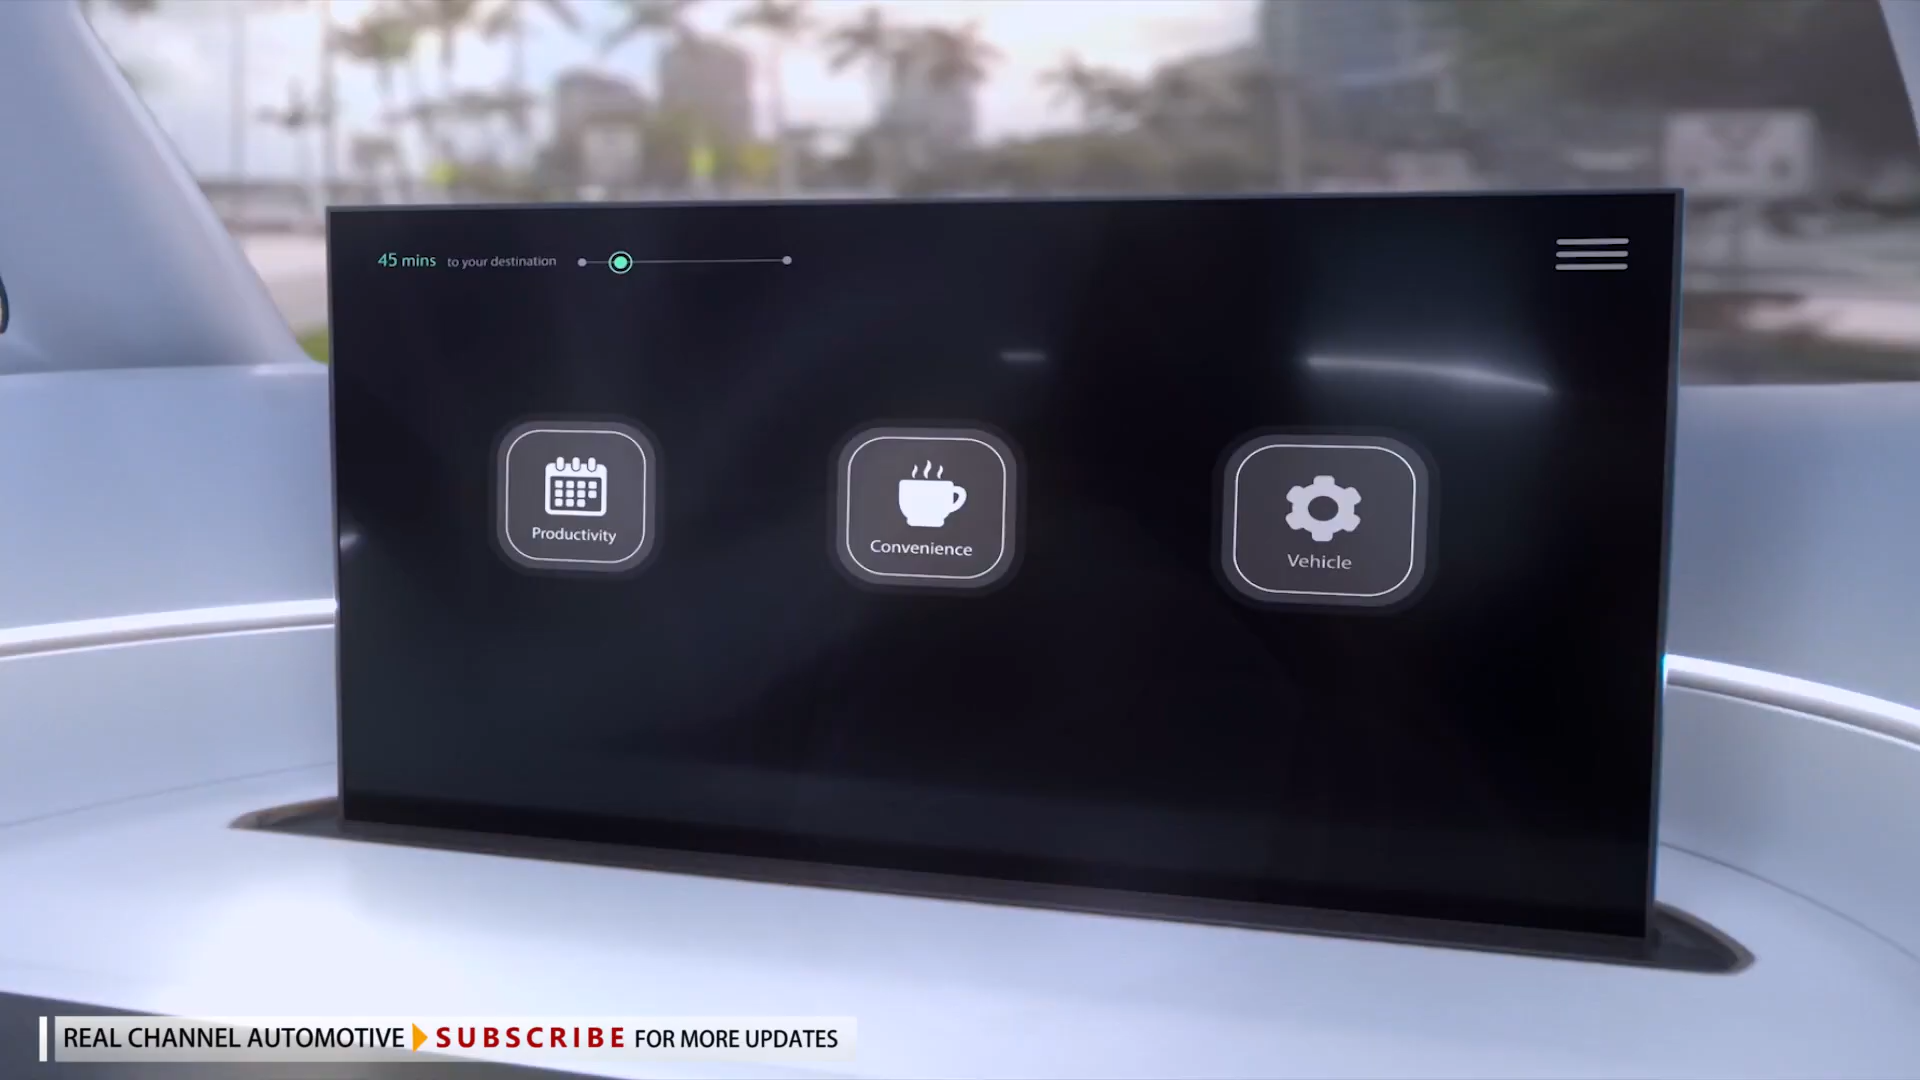 45 mins to your destination
Productivity
Convenience
Vehicle
REAL CHANNEL AUTOMOTIVE SUBSCRIBE FOR MORE UPDATES